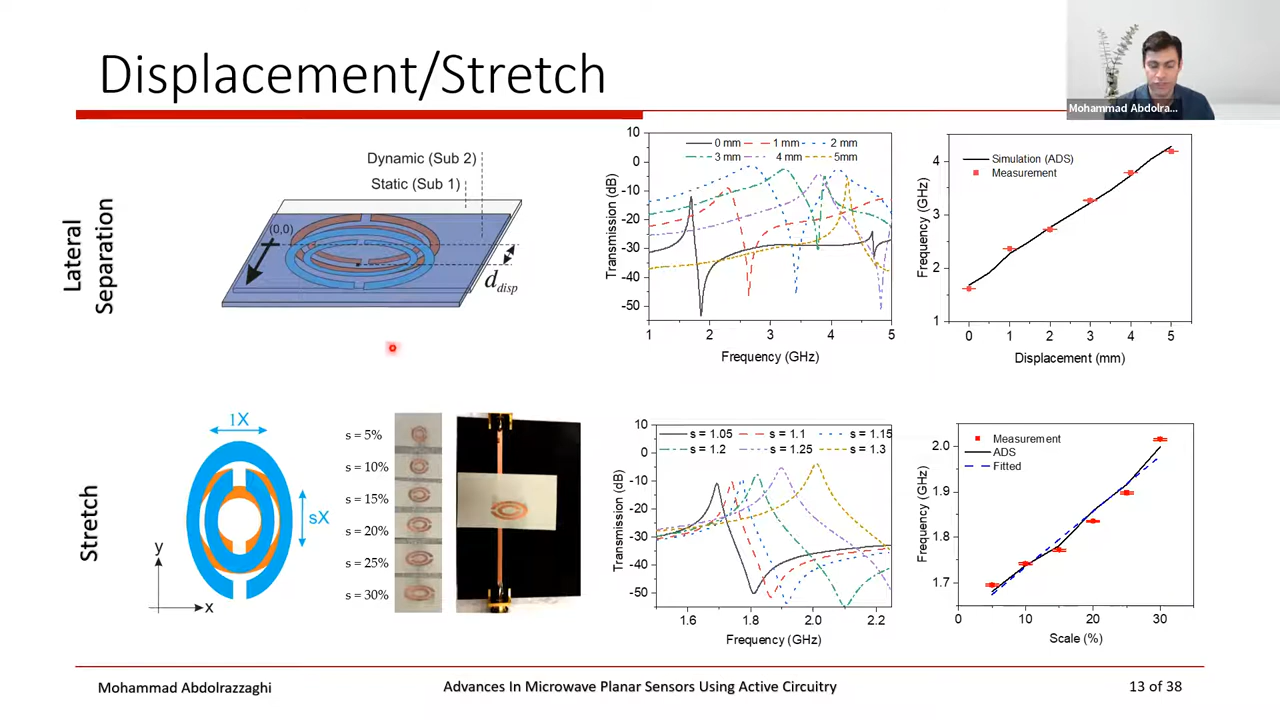 Displacement/Stretch
Mohammad Abdolra...
Lateral
Separation
Dynamic (Sub 2)
Static (Sub 1)
(0,0)
d_disp
10
0
-10
-20
-30
-40
-50
Transmission (dB)
0 mm 1 mm 2 mm
3 mm 4 mm 5mm
1 2 3 4 5
Frequency (GHz)
4
3
2
1
Frequency (GHz)
Simulation (ADS)
Measurement
0 1 2 3 4 5
Displacement (mm)
Stretch
1X
sX
y
x
s = 5%
s = 10%
s = 15%
s = 20%
s = 25%
s = 30%
10
0
-10
-20
-30
-40
-50
Transmission (dB)
s = 1.05 s = 1.1 s = 1.15
s = 1.2 s = 1.25 s = 1.3
1.6 1.8 2.0 2.2
Frequency (GHz)
2.0
1.9
1.8
1.7
Frequency (GHz)
Measurement
ADS
Fitted
0 10 20 30
Scale (%)
Mohammad Abdolrazzaghi
Advances In Microwave Planar Sensors Using Active Circuitry
13 of 38